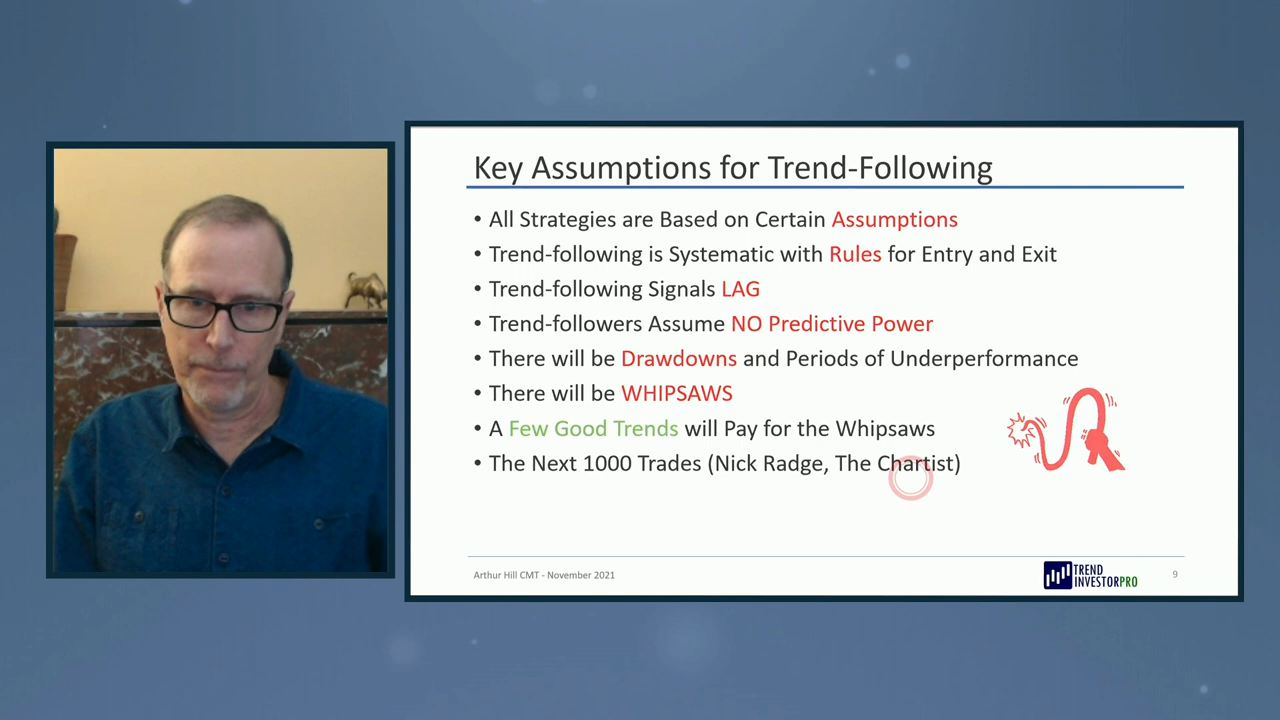 Key Assumptions for Trend-Following
• All Strategies are Based on Certain Assumptions
• Trend-following is Systematic with Rules for Entry and Exit
• Trend-following Signals LAG
• Trend-followers Assume NO Predictive Power
• There will be Drawdowns and Periods of Underperformance
• There will be WHIPSAWS
• A Few Good Trends will Pay for the Whipsaws
• The Next 1000 Trades (Nick Radge, The Chartist)
Arthur Hill CMT - November 2021
TREND
INVESTORPRO
9